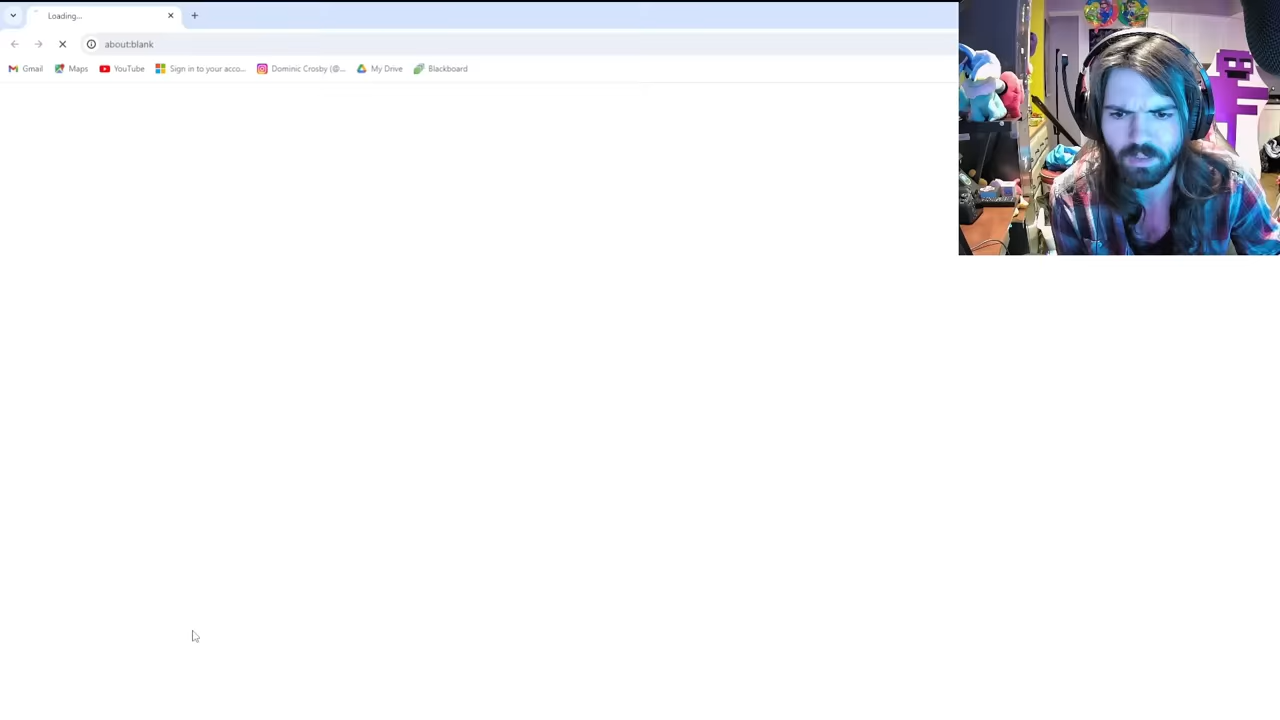 Loading...
about:blank
Gmail
Maps
YouTube
Sign in to your acco...
Dominic Crosby (@...
My Drive
Blackboard